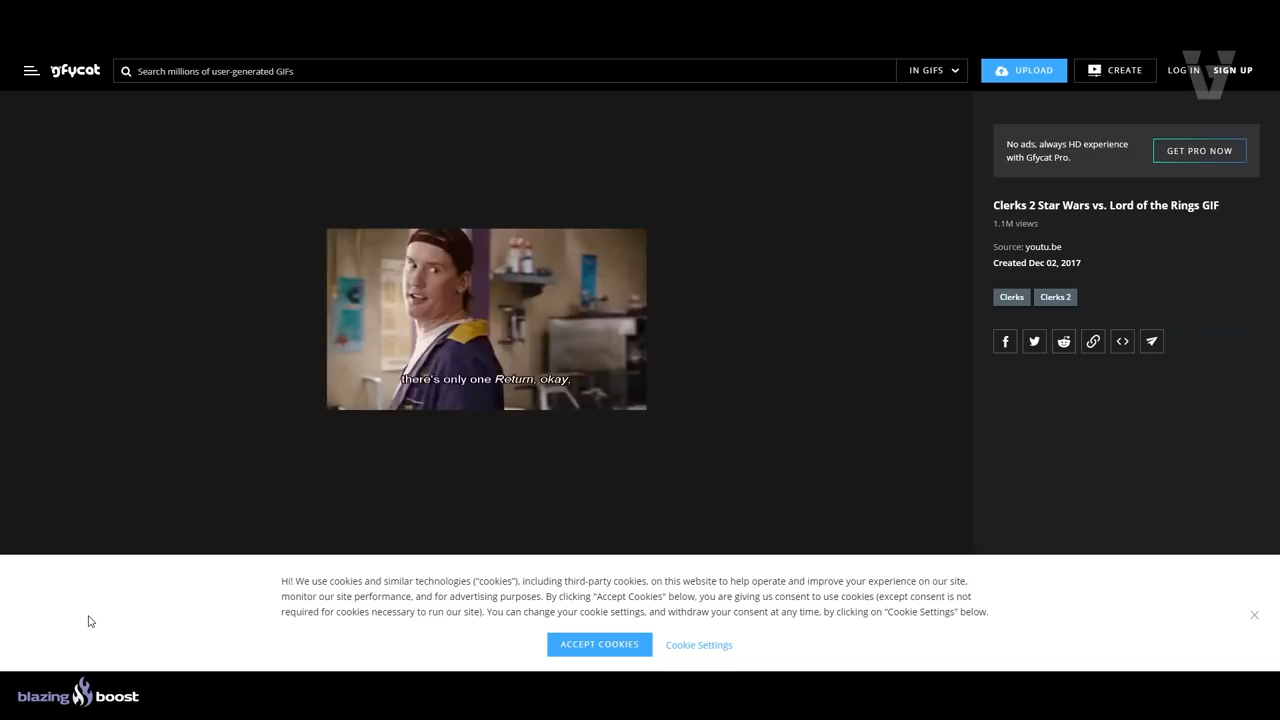 gfycat
Search millions of user-generated GIFs
IN GIFS
UPLOAD
CREATE
LOG IN
SIGN UP
No ads, always HD experience
with Gfycat Pro.
GET PRO NOW
Clerks 2 Star Wars vs. Lord of the Rings GIF
1.1M views
Source: youtu.be
Created Dec 02, 2017
Clerks
Clerks 2
there's only one Return, okay,
Hi! We use cookies and similar technologies ("cookies"), including third-party cookies, on this website to help operate and improve your experience on our site,
monitor our site performance, and for advertising purposes. By clicking "Accept Cookies" below, you are giving us consent to use cookies (except consent is not
required for cookies necessary to run our site). You can change your cookie settings, and withdraw your consent at any time, by clicking on "Cookie Settings" below.
ACCEPT COOKIES
Cookie Settings
blazing boost